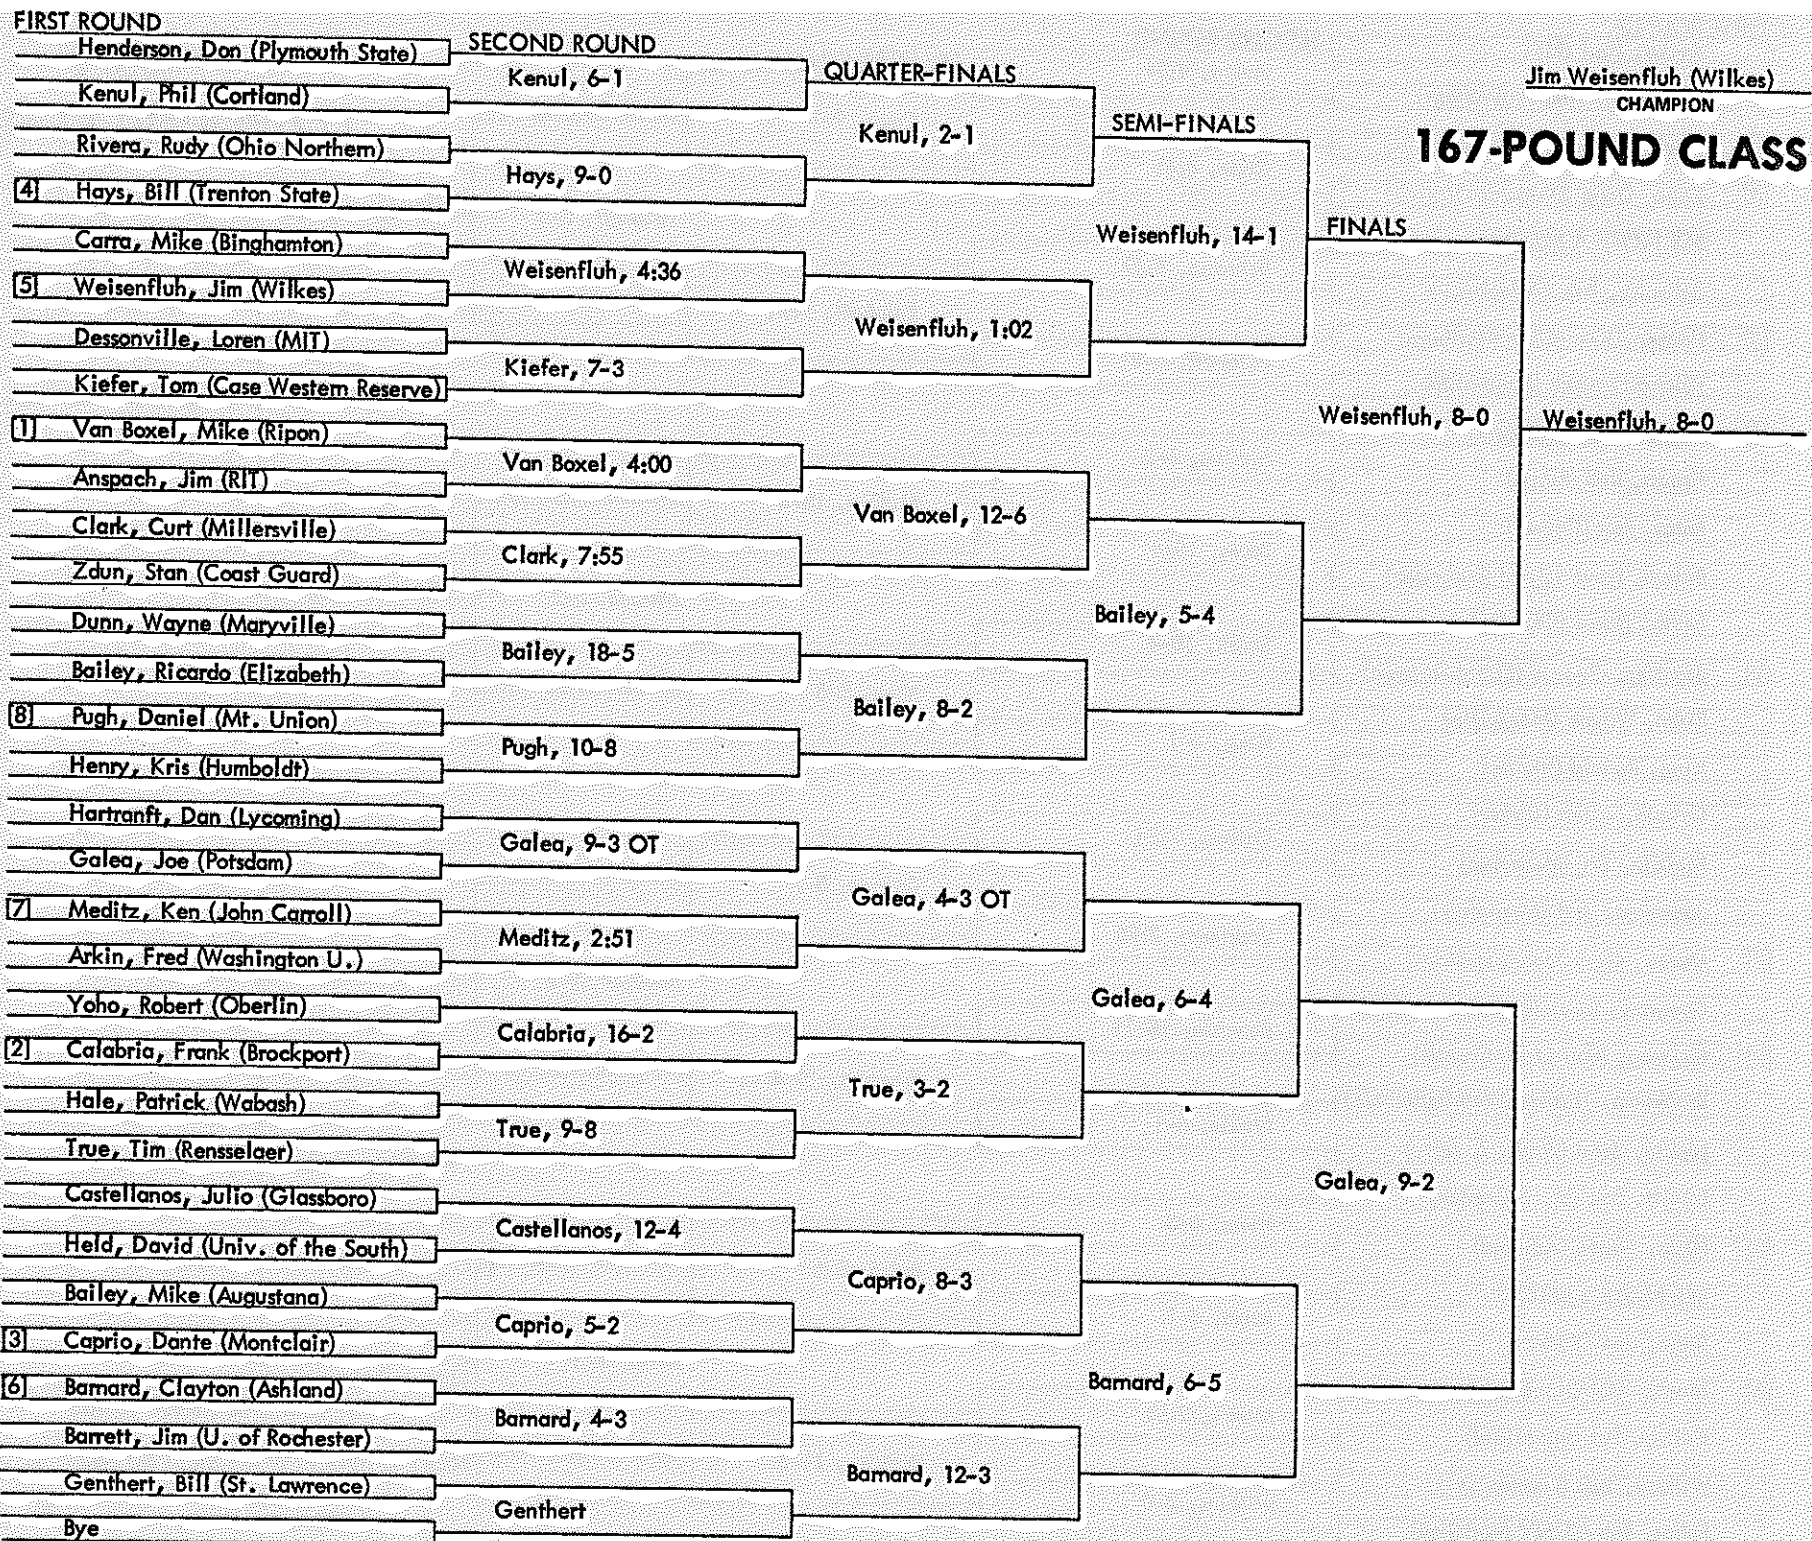 FIRST ROUND
Henderson, Don (Plymouth State)
Kenul, Phil (Cortland)
Rivera, Rudy (Ohio Northern)
[4] Hays, Bill (Trenton State)
Carra, Mike (Binghamton)
[5] Weisenfluh, Jim (Wilkes)
Dessonville, Loren (MIT)
Kiefer, Tom (Case Western Reserve)
[1] Van Boxel, Mike (Ripon)
Anspach, Jim (RIT)
Clark, Curt (Millersville)
Zdun, Stan (Coast Guard)
Dunn, Wayne (Maryville)
Bailey, Ricardo (Elizabeth)
[8] Pugh, Daniel (Mt. Union)
Henry, Kris (Humboldt)
Hartranft, Dan (Lycoming)
Galea, Joe (Potsdam)
[7] Meditz, Ken (John Carroll)
Arkin, Fred (Washington U.)
Yoho, Robert (Oberlin)
[2] Calabria, Frank (Brockport)
Hale, Patrick (Wabash)
True, Tim (Rensselaer)
Castellanos, Julio (Glassboro)
Held, David (Univ. of the South)
Bailey, Mike (Augustana)
[3] Caprio, Dante (Montclair)
[6] Barnard, Clayton (Ashland)
Barrett, Jim (U. of Rochester)
Genthert, Bill (St. Lawrence)
Bye
SECOND ROUND
Kenul, 6-1
Hays, 9-0
Weisenfluh, 4:36
Kiefer, 7-3
Van Boxel, 4:00
Clark, 7:55
Bailey, 18-5
Pugh, 10-8
Galea, 9-3 OT
Meditz, 2:51
Calabria, 16-2
True, 9-8
Castellanos, 12-4
Caprio, 5-2
Barnard, 4-3
Genthert
QUARTER-FINALS
Kenul, 2-1
Weisenfluh, 1:02
Van Boxel, 12-6
Bailey, 8-2
Galea, 4-3 OT
True, 3-2
Caprio, 8-3
Barnard, 12-3
SEMI-FINALS
Weisenfluh, 14-1
Bailey, 5-4
Galea, 6-4
Barnard, 6-5
FINALS
Weisenfluh, 8-0
Galea, 9-2
Weisenfluh, 8-0
Jim Weisenfluh (Wilkes)
CHAMPION
167-POUND CLASS